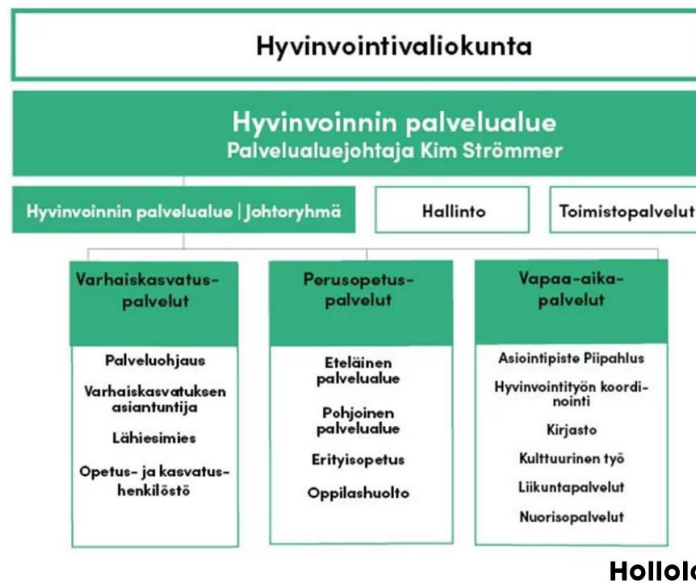 Hyvinvointivaliokunta
Hyvinvoinnin palvelualue
Palvelualuejohtaja Kim Strömmer
Hyvinvoinnin palvelualue | Johtoryhmä
Hallinto
Toimistopalvelut
Varhaiskasvatus-
palvelut
Palveluohjaus
Varhaiskasvatuksen
asiantuntija
Lähiesimies
Opetus- ja kasvatus-
henkilöstö
Perusopetus-
palvelut
Eteläinen
palvelualue
Pohjoinen
palvelualue
Erityisopetus
Oppilashuolto
Vapaa-aika-
palvelut
Asiointipiste Piipahlus
Hyvinvointityön koordi-
nointi
Kirjasto
Kulttuurinen työ
Liikuntapalvelut
Nuorisopalvelut